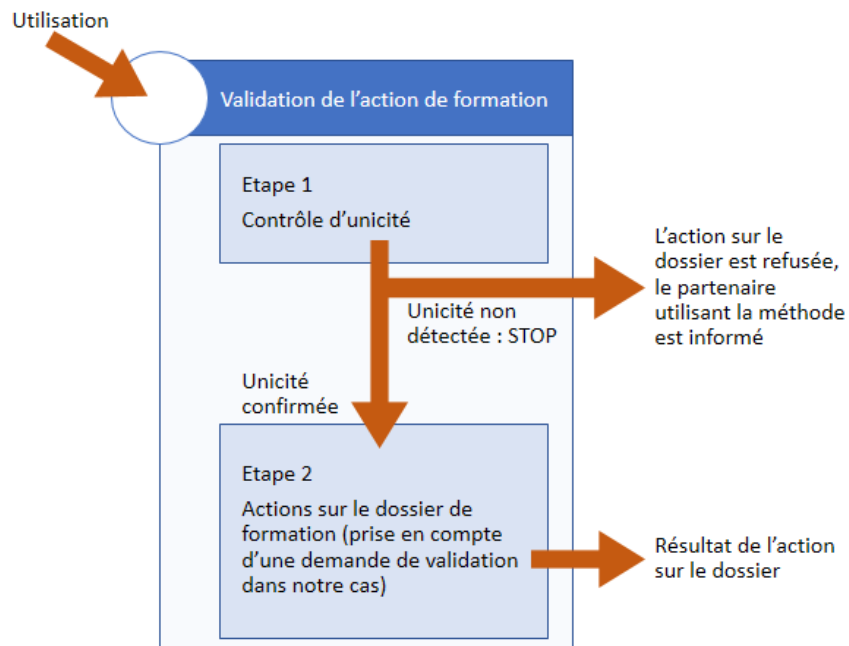 Utilisation
Validation de l'action de formation
Etape 1
Contrôle d'unicité
L'action sur le
dossier est refusée,
le partenaire
utilisant la méthode
est informé
Unicité non
détectée : STOP
Unicité
confirmée
Etape 2
Actions sur le dossier de
formation (prise en compte
d'une demande de validation
dans notre cas)
Résultat de l'action
sur le dossier